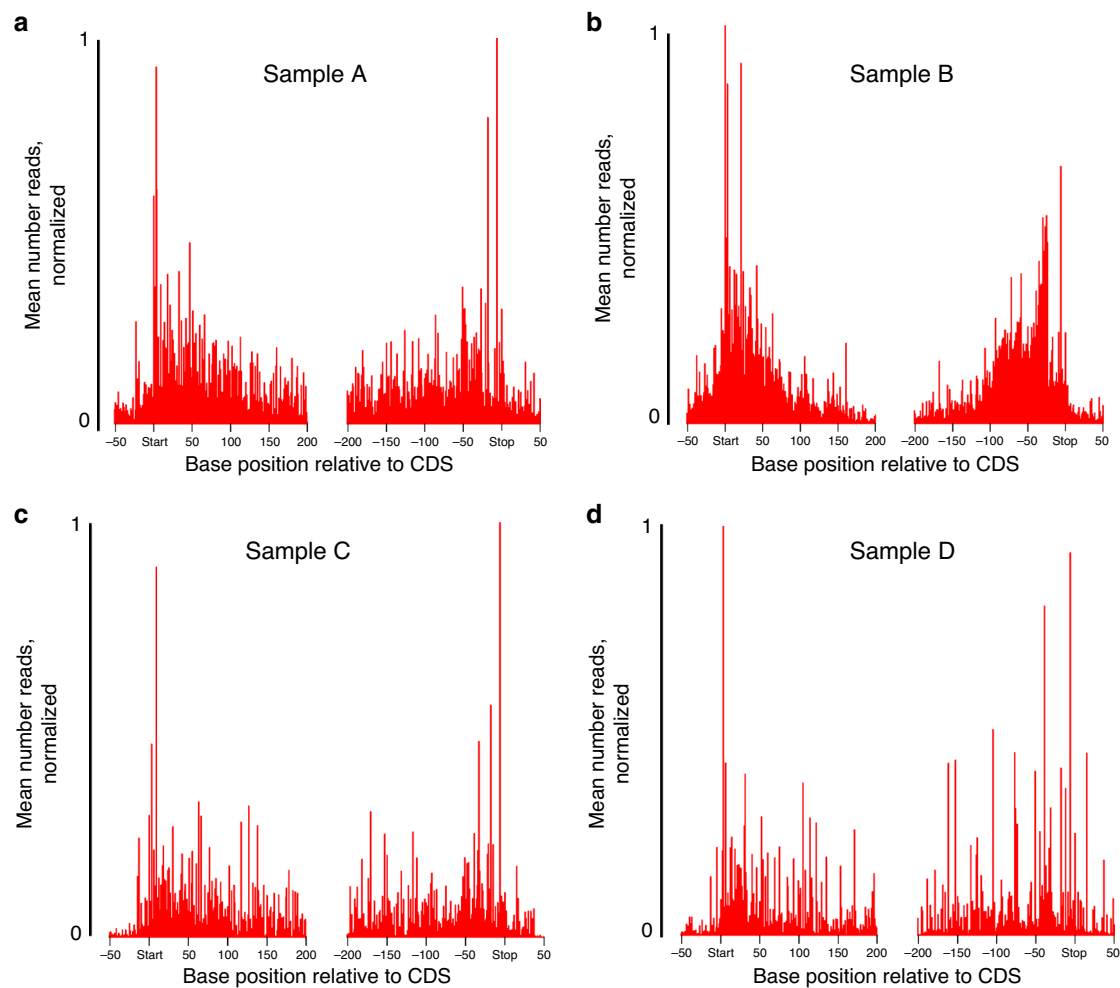 a
1
Sample A
Mean number reads,
normalized
0
−50 Start 50 100 150 200 −200 −150 −100 −50 Stop 50
Base position relative to CDS
b
1
Sample B
Mean number reads,
normalized
0
−50 Start 50 100 150 200 −200 −150 −100 −50 Stop 50
Base position relative to CDS
c
1
Sample C
Mean number reads,
normalized
0
−50 Start 50 100 150 200 −200 −150 −100 −50 Stop 50
Base position relative to CDS
d
1
Sample D
Mean number reads,
normalized
0
−50 Start 50 100 150 200 −200 −150 −100 −50 Stop 50
Base position relative to CDS